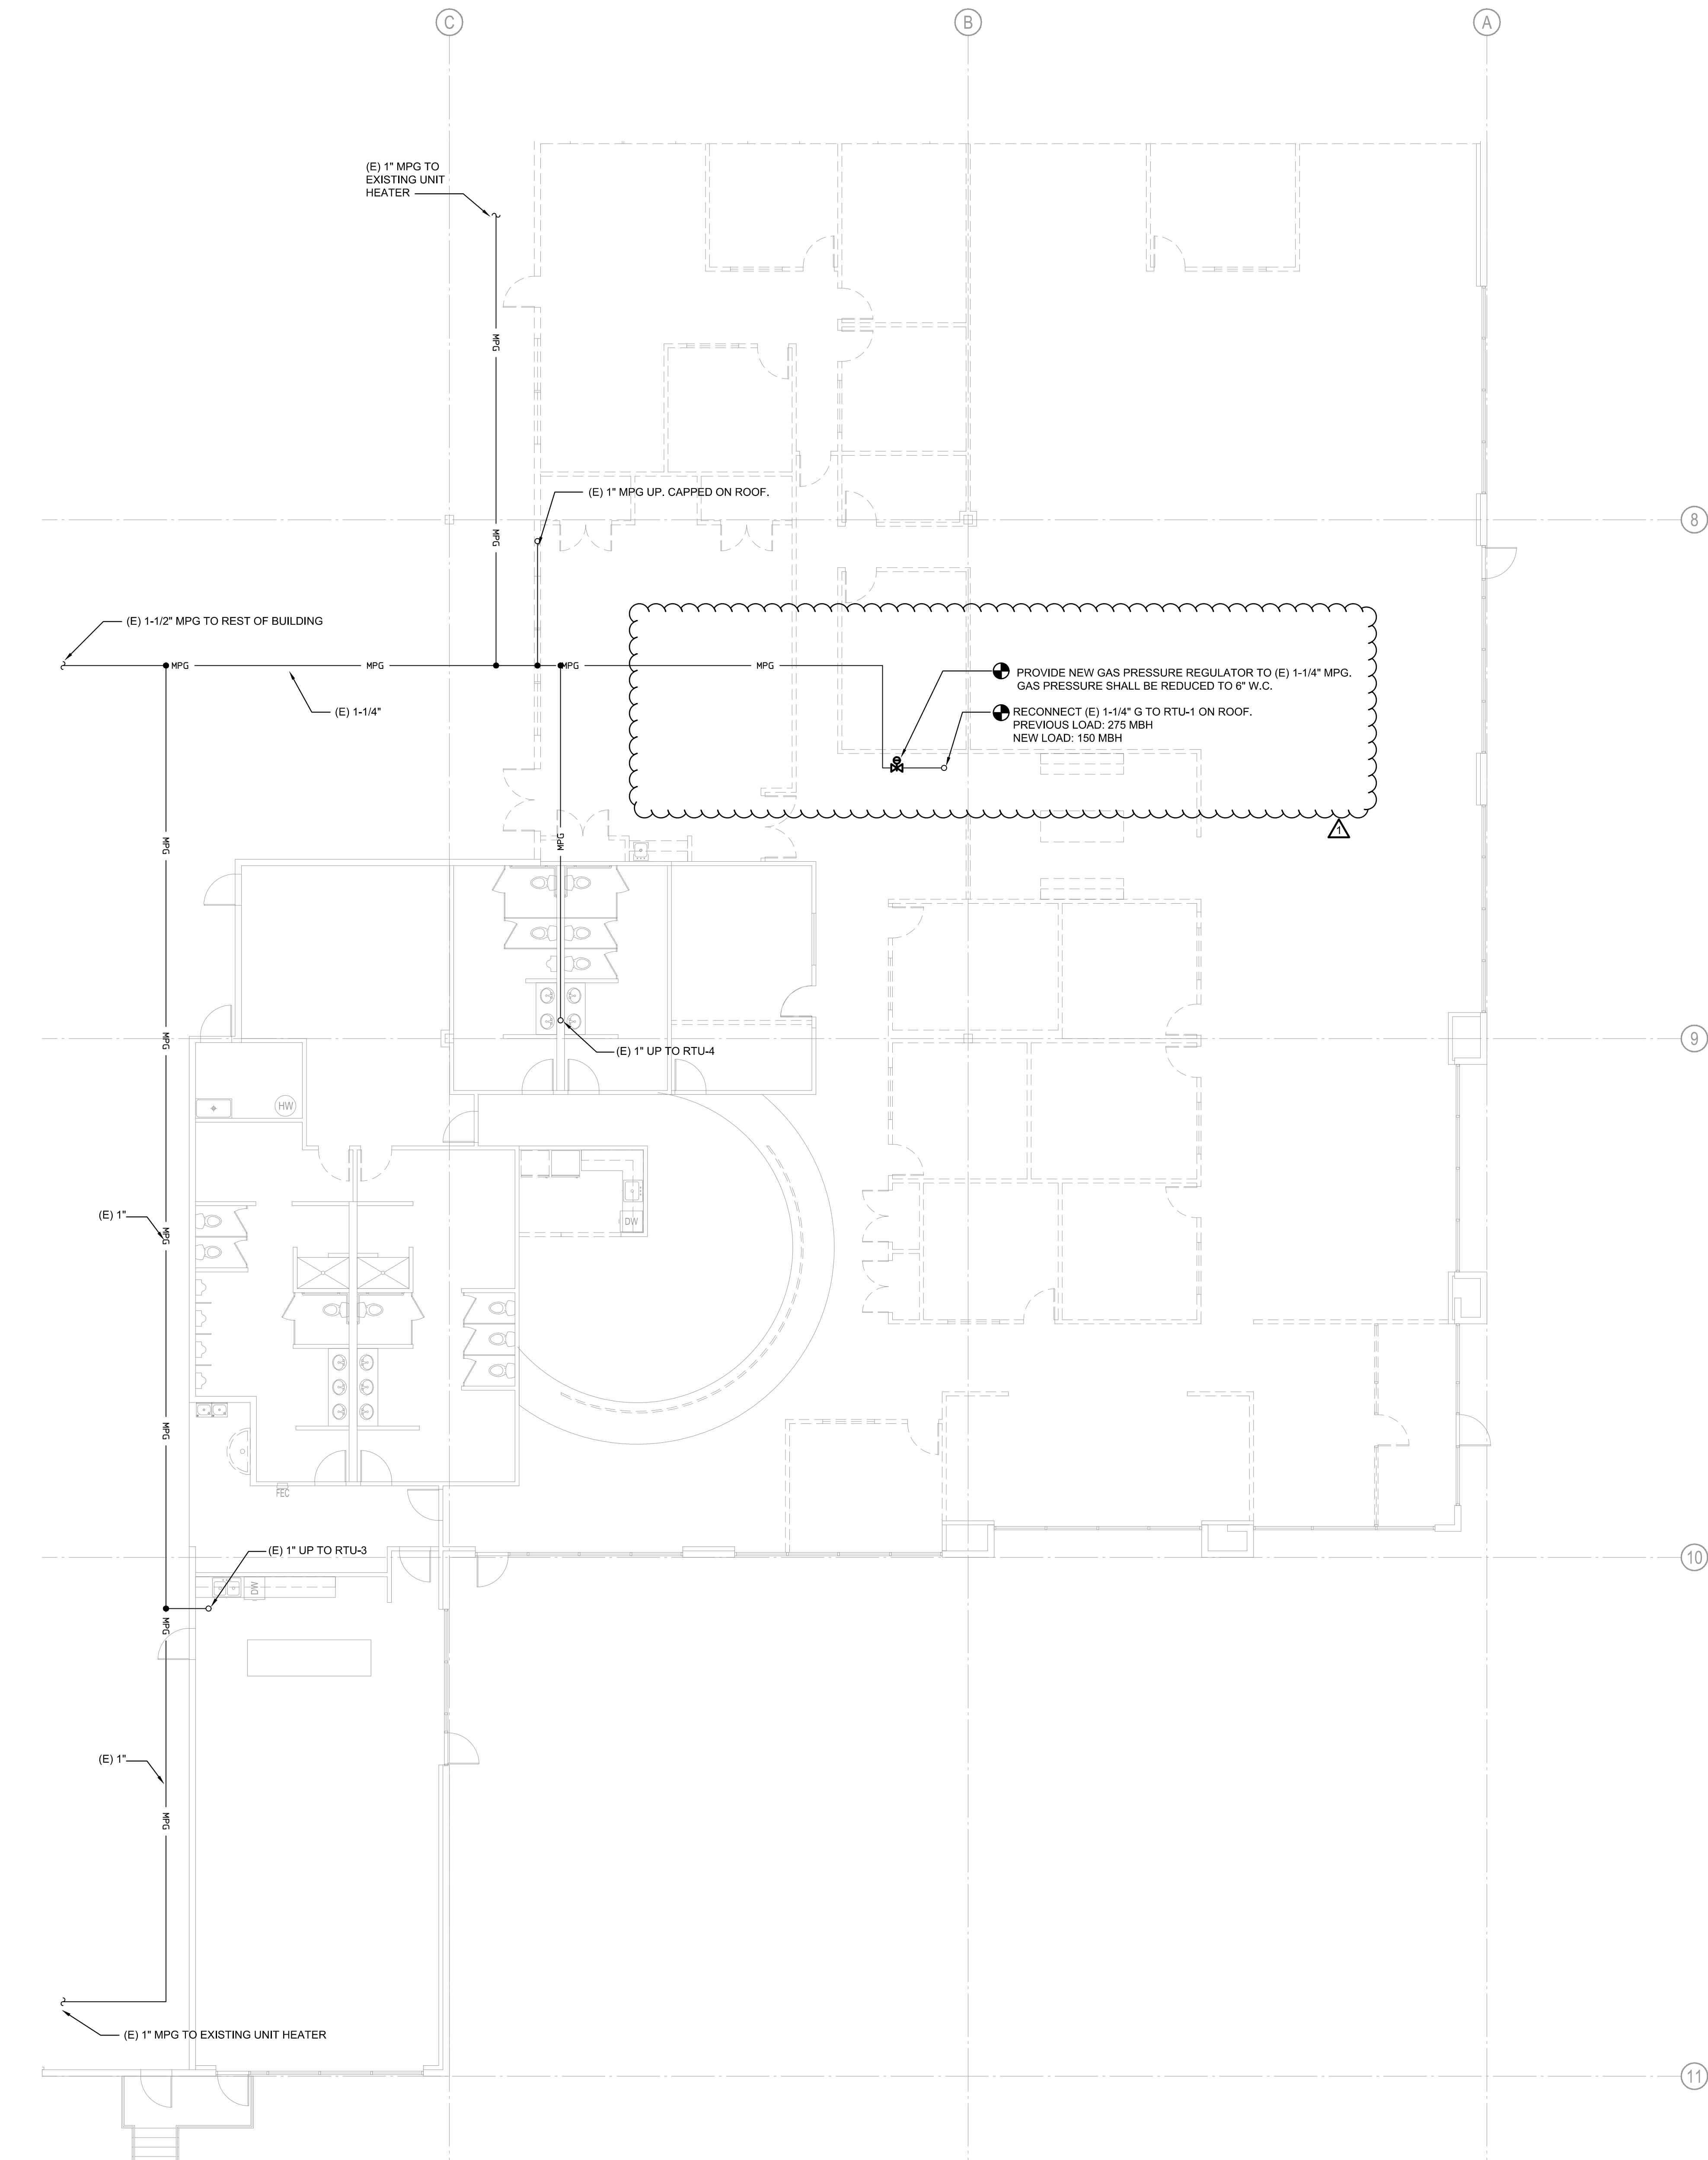 C
B
A
(E) 1" MPG TO
EXISTING UNIT
HEATER
MPG
(E) 1" MPG UP. CAPPED ON ROOF.
8
MPG
(E) 1-1/2" MPG TO REST OF BUILDING
MPG
MPG
MPG
MPG
PROVIDE NEW GAS PRESSURE REGULATOR TO (E) 1-1/4" MPG.
GAS PRESSURE SHALL BE REDUCED TO 6" W.C.
(E) 1-1/4"
RECONNECT (E) 1-1/4" G TO RTU-1 ON ROOF.
PREVIOUS LOAD: 275 MBH
NEW LOAD: 150 MBH
1
MPG
MPG
MPG
9
(E) 1" UP TO RTU-4
HW
(E) 1"
MPG
DW
MPG
FEC
(E) 1" UP TO RTU-3
10
DW
MPG
(E) 1"
MPG
(E) 1" MPG TO EXISTING UNIT HEATER
11